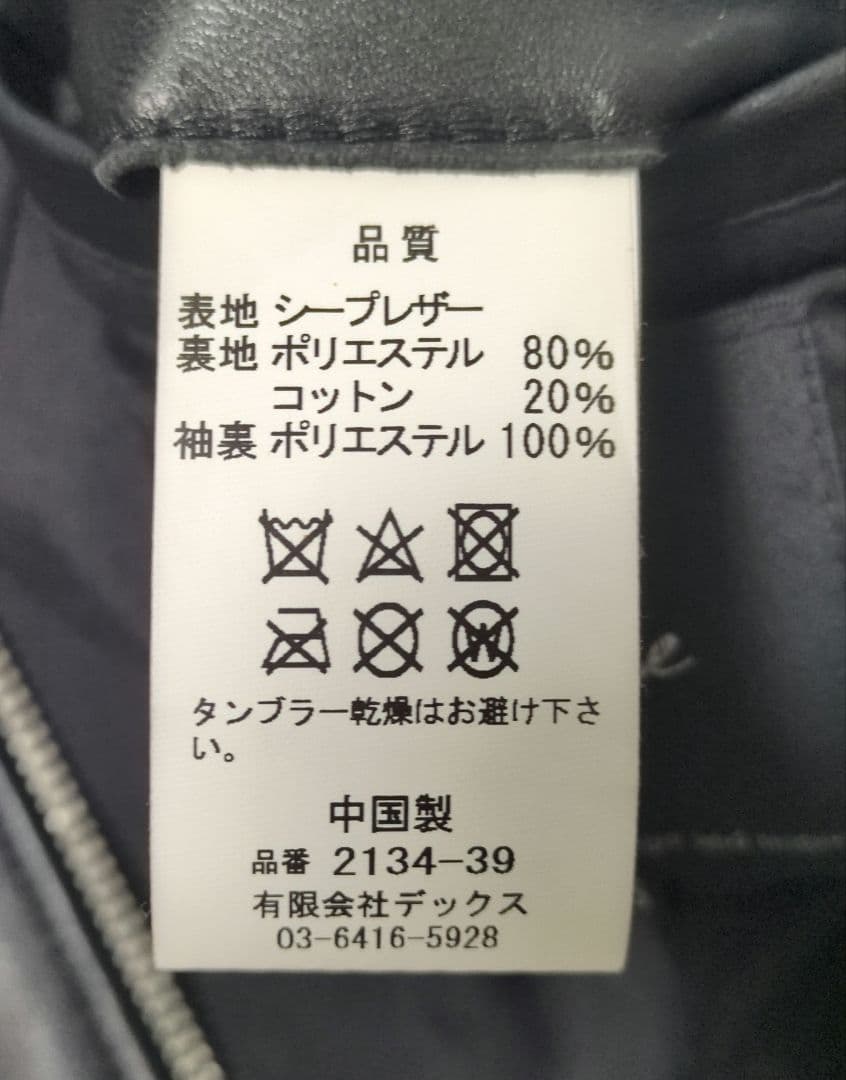 品質
表地 シープレザー
裏地 ポリエステル 80%
コットン 20%
袖裏 ポリエステル 100%
タンブラー乾燥はお避け下さ
い。
中国製
品番 2134-39
有限会社デックス
03-6416-5928